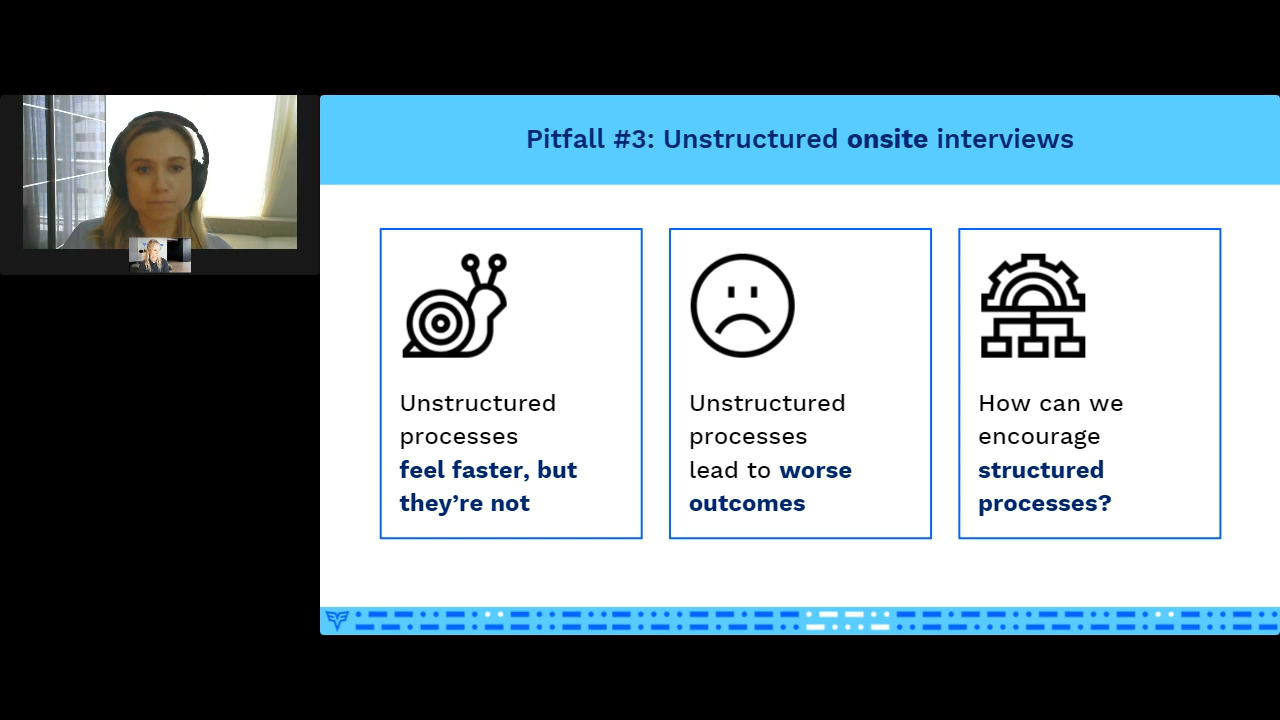 Pitfall #3: Unstructured onsite interviews
Unstructured
processes
feel faster, but
they’re not
Unstructured
processes
lead to worse
outcomes
How can we
encourage
structured
processes?